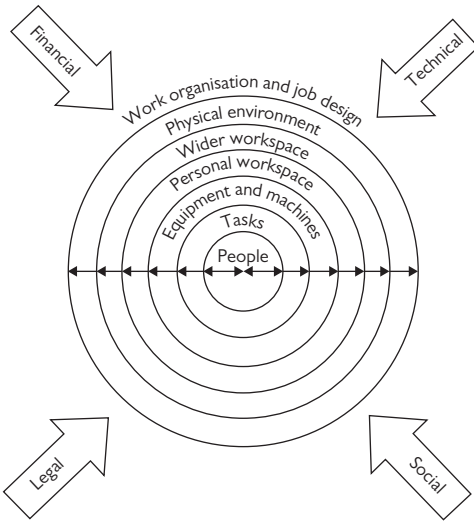 Financial
Technical
Work organisation and job design
Physical environment
Wider workspace
Personal workspace
Equipment and machines
Tasks
People
Legal
Social